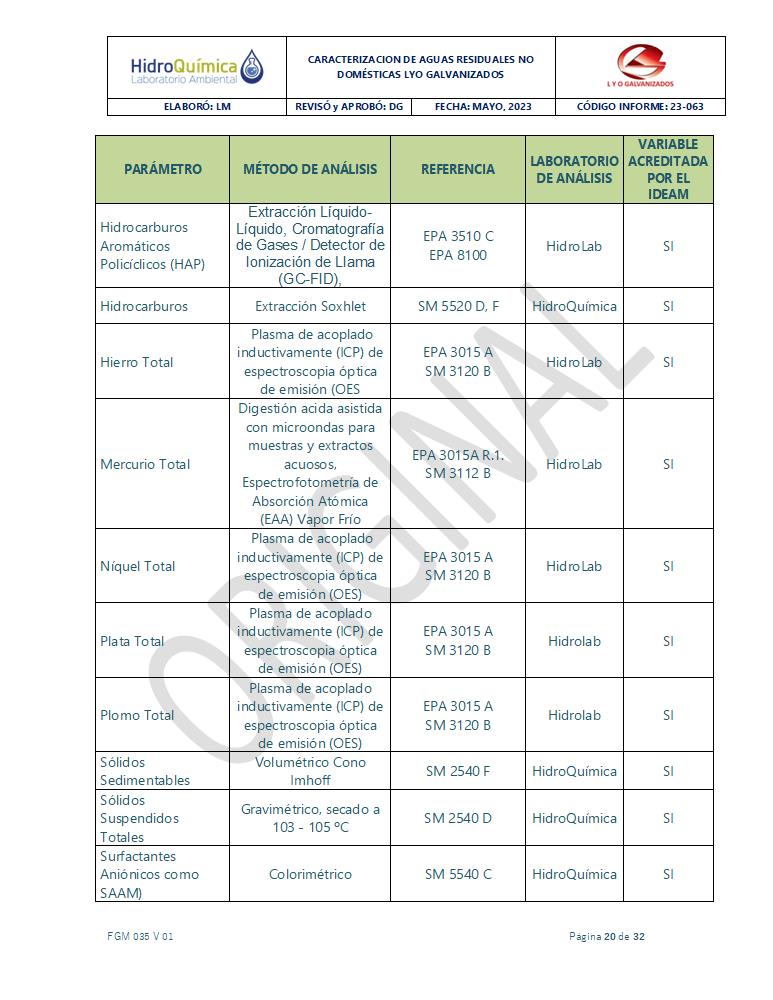 HidroQuímica
Laboratorio Ambiental
CARACTERIZACION DE AGUAS RESIDUALES NO
DOMÉSTICAS LYO GALVANIZADOS
L Y O GALVANIZADOS
ELABORÓ: LM
REVISÓ y APROBÓ: DG
FECHA: MAYO, 2023
CÓDIGO INFORME: 23-063
PARÁMETRO
MÉTODO DE ANÁLISIS
REFERENCIA
LABORATORIO
DE ANÁLISIS
VARIABLE
ACREDITADA
POR EL
IDEAM
Hidrocarburos
Aromáticos
Policíclicos (HAP)
Extracción Líquido-
Líquido, Cromatografía
de Gases / Detector de
Ionización de Llama
(GC-FID),
EPA 3510 C
EPA 8100
HidroLab
SI
Hidrocarburos
Extracción Soxhlet
SM 5520 D, F
HidroQuímica
SI
Hierro Total
Plasma de acoplado
inductivamente (ICP) de
espectroscopia óptica
de emisión (OES
EPA 3015 A
SM 3120 B
HidroLab
SI
Mercurio Total
Digestión acida asistida
con microondas para
muestras y extractos
acuosos,
Espectrofotometría de
Absorción Atómica
(EAA) Vapor Frío
EPA 3015A R.1.
SM 3112 B
HidroLab
SI
Níquel Total
Plasma de acoplado
inductivamente (ICP) de
espectroscopia óptica
de emisión (OES)
EPA 3015 A
SM 3120 B
HidroLab
SI
Plata Total
Plasma de acoplado
inductivamente (ICP) de
espectroscopia óptica
de emisión (OES)
EPA 3015 A
SM 3120 B
Hidrolab
SI
Plomo Total
Plasma de acoplado
inductivamente (ICP) de
espectroscopia óptica
de emisión (OES)
EPA 3015 A
SM 3120 B
Hidrolab
SI
Sólidos
Sedimentables
Volumétrico Cono
Imhoff
SM 2540 F
HidroQuímica
SI
Sólidos
Suspendidos
Totales
Gravimétrico, secado a
103 - 105 ºC
SM 2540 D
HidroQuímica
SI
Surfactantes
Aniónicos como
SAAM)
Colorimétrico
SM 5540 C
HidroQuímica
SI
ORIGINAL
FGM 035 V 01
Página 20 de 32